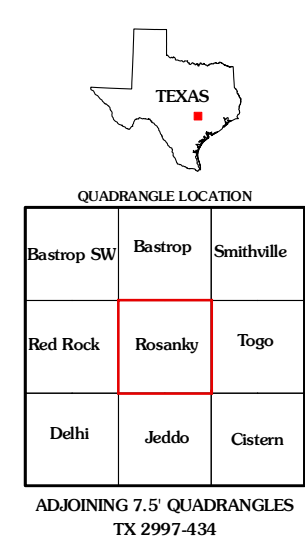 TEXAS
QUADRANGLE LOCATION
Bastrop SW Bastrop Smithville
Red Rock Rosanky Togo
Delhi Jeddo Cistern
ADJOINING 7.5' QUADRANGLES
TX 2997-434